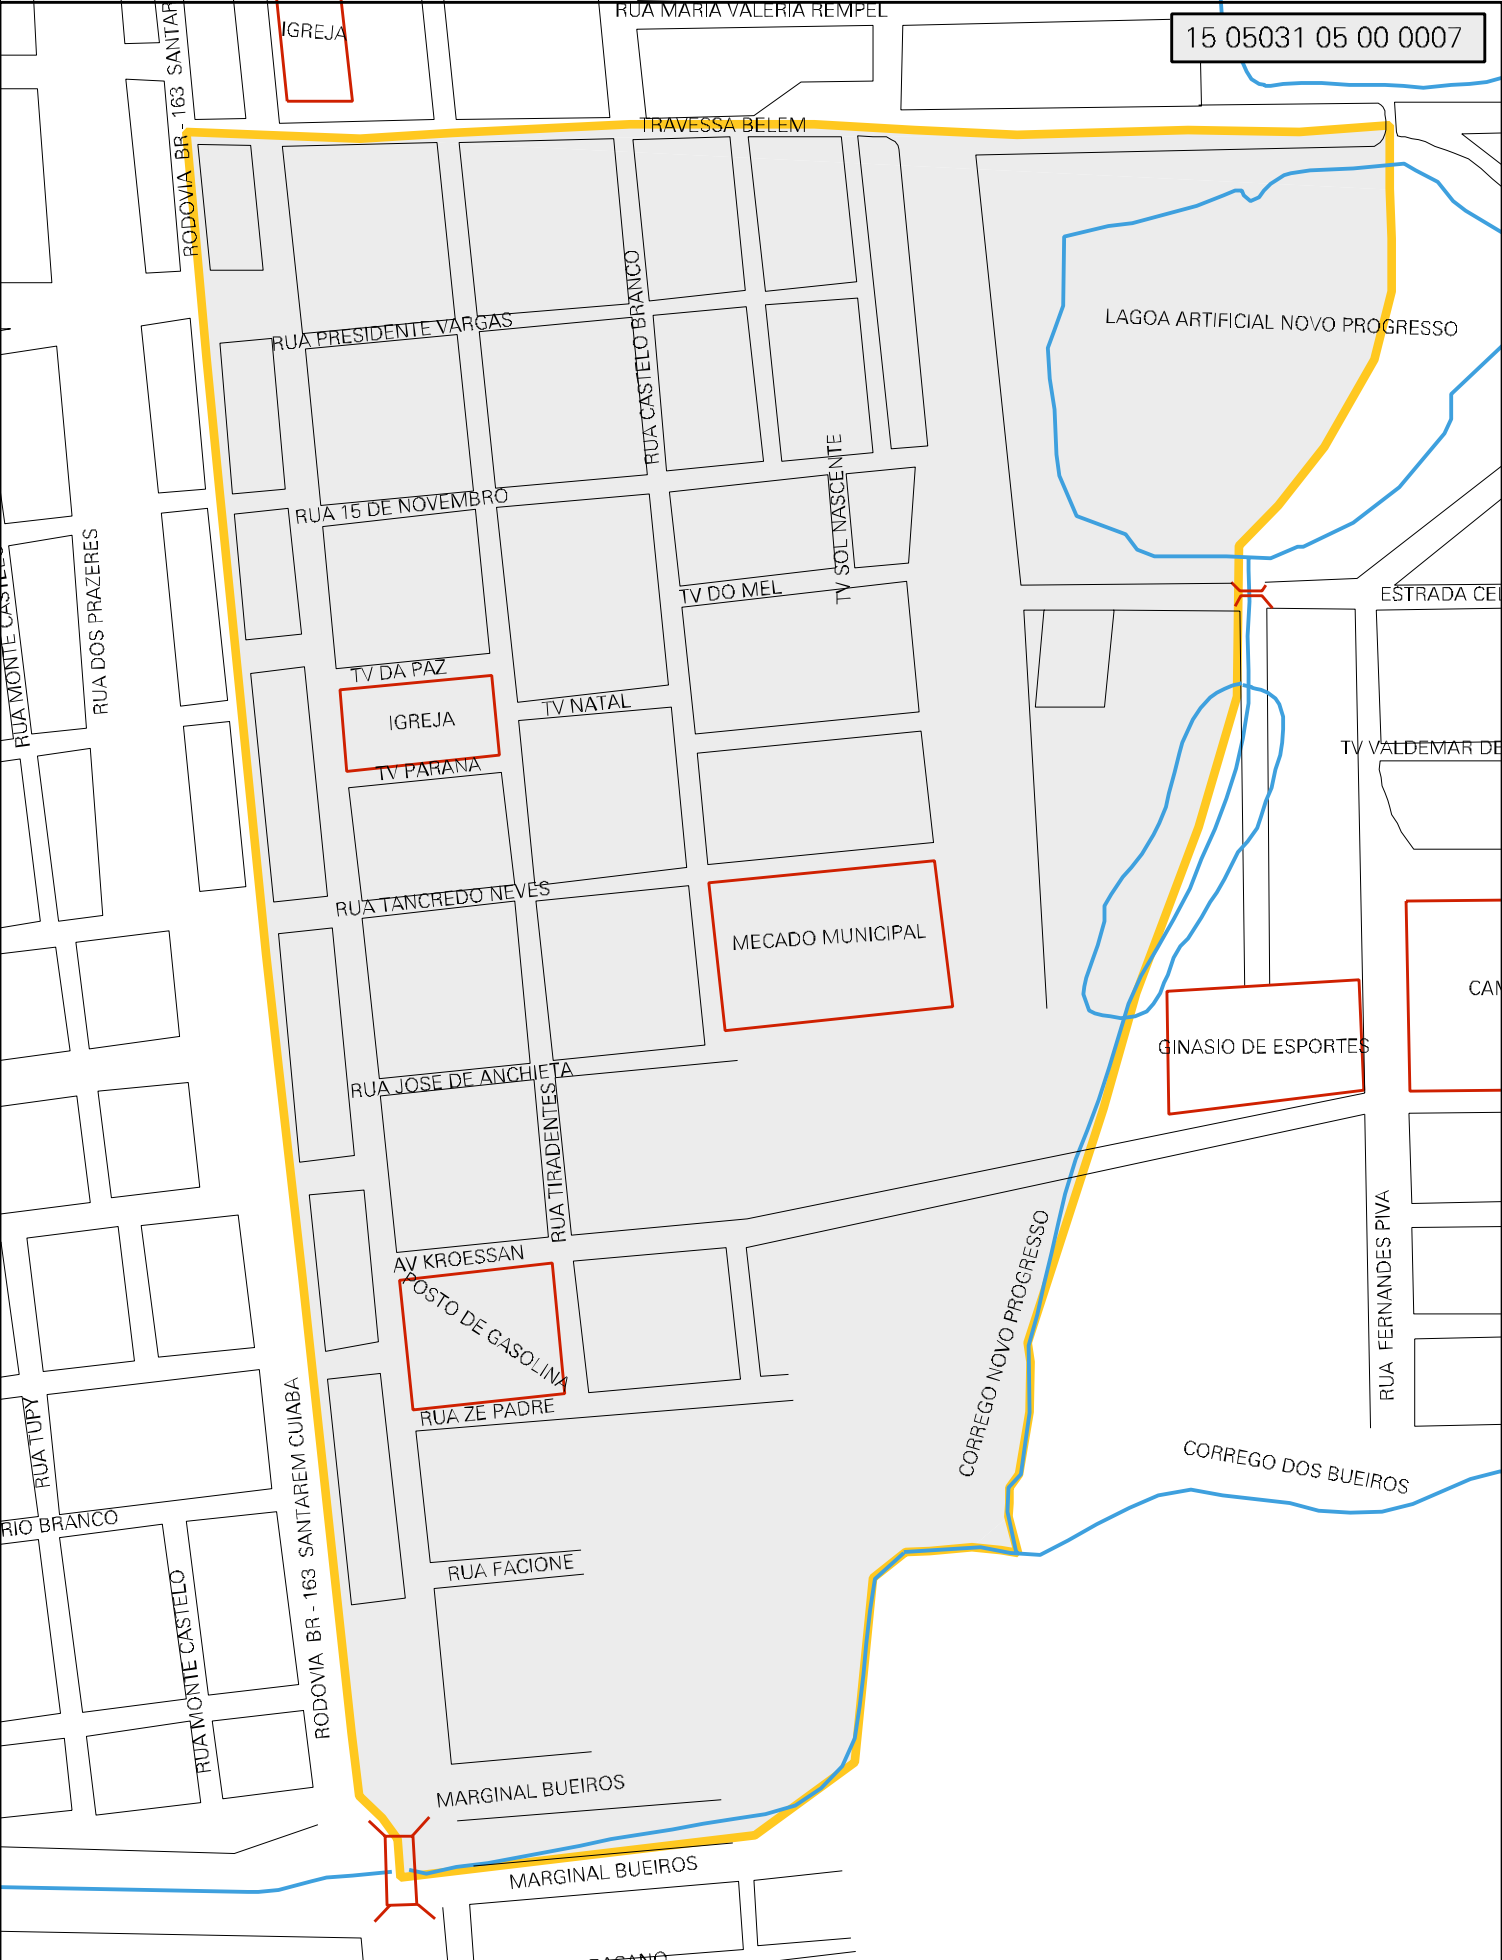 RUA MARIA VALERIA REMPEL
IGREJA
15 05031 05 00 0007
TRAVESSA BELEM
RODOVIA BR - 163 SANTAR
RUA CASTELO BRANCO
LAGOA ARTIFICIAL NOVO PROGRESSO
RUA PRESIDENTE VARGAS
RUA 15 DE NOVEMBRO
TV SOL NASCENTE
RUA MONTE CASTEL
RUA DOS PRAZERES
TV DO MEL
ESTRADA CEI
TV DA PAZ
IGREJA
TV NATAL
TV VALDEMAR DE
TV PARANA
RUA TANCREDO NEVES
MECADO MUNICIPAL
CAM
GINASIO DE ESPORTES
RUA JOSE DE ANCHIETA
RUA TIRADENTES
AV KROESSAN
POSTO DE GASOLINA
CORREGO NOVO PROGRESSO
RUA FERNANDES PIVA
RUA ZE PADRE
RUA TUPY
RODOVIA BR - 163 SANTAREM CUIABA
CORREGO DOS BUEIROS
RIO BRANCO
RUA FACIONE
RUA MONTE CASTELO
MARGINAL BUEIROS
MARGINAL BUEIROS